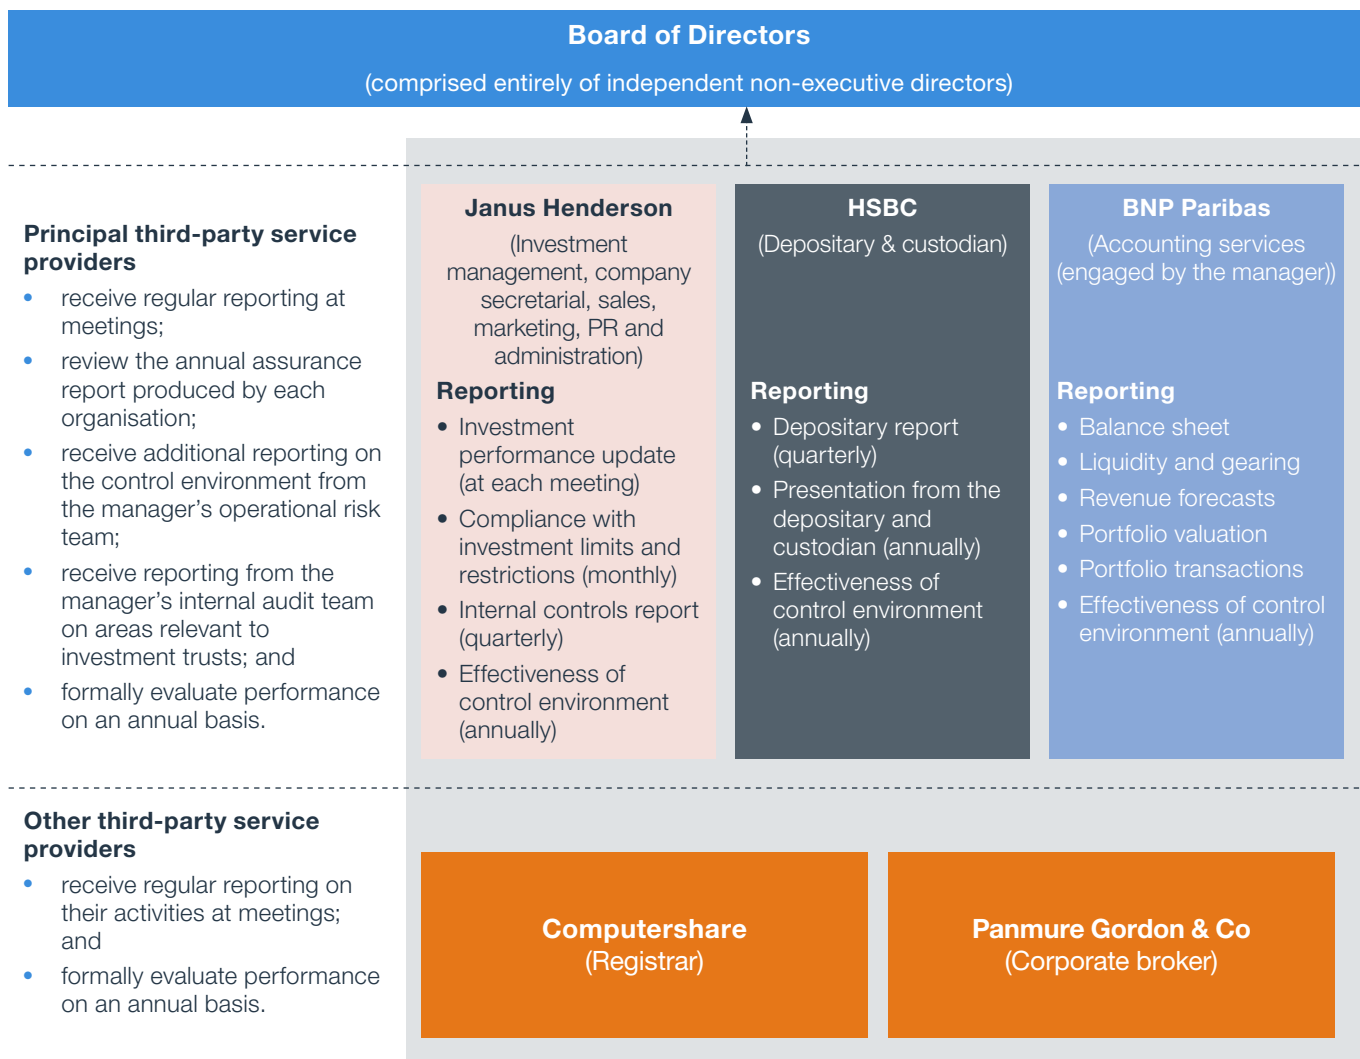 Board of Directors
(comprised entirely of independent non-executive directors)
Principal third-party service
providers
• receive regular reporting at
meetings;
• review the annual assurance
report produced by each
organisation;
• receive additional reporting on
the control environment from
the manager’s operational risk
team;
• receive reporting from the
manager’s internal audit team
on areas relevant to
investment trusts; and
• formally evaluate performance
on an annual basis.
Janus Henderson
(Investment
management, company
secretarial, sales,
marketing, PR and
administration)
Reporting
• Investment
performance update
(at each meeting)
• Compliance with
investment limits and
restrictions (monthly)
• Internal controls report
(quarterly)
• Effectiveness of
control environment
(annually)
HSBC
(Depositary & custodian)
Reporting
• Depositary report
(quarterly)
• Presentation from the
depositary and
custodian (annually)
• Effectiveness of
control environment
(annually)
BNP Paribas
(Accounting services
(engaged by the manager))
Reporting
• Balance sheet
• Liquidity and gearing
• Revenue forecasts
• Portfolio valuation
• Portfolio transactions
• Effectiveness of control
environment (annually)
Other third-party service
providers
• receive regular reporting on
their activities at meetings;
and
• formally evaluate performance
on an annual basis.
Computershare
(Registrar)
Panmure Gordon & Co
(Corporate broker)